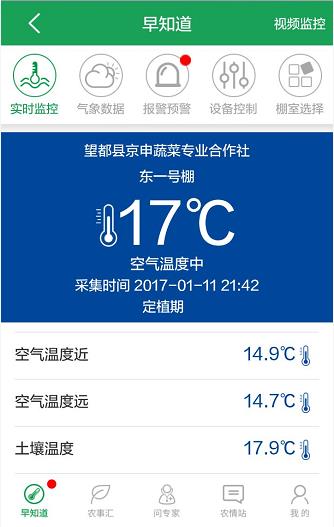 早知道 视频监控
实时监控 气象数据 报警预警 设备控制 棚室选择
望都县京申蔬菜专业合作社
东一号棚
17℃
空气温度中
采集时间 2017-01-11 21:42
定植期
空气温度近 14.9℃
空气温度远 14.7℃
土壤温度 17.9℃
早知道 农事汇 问专家 农情站 我的